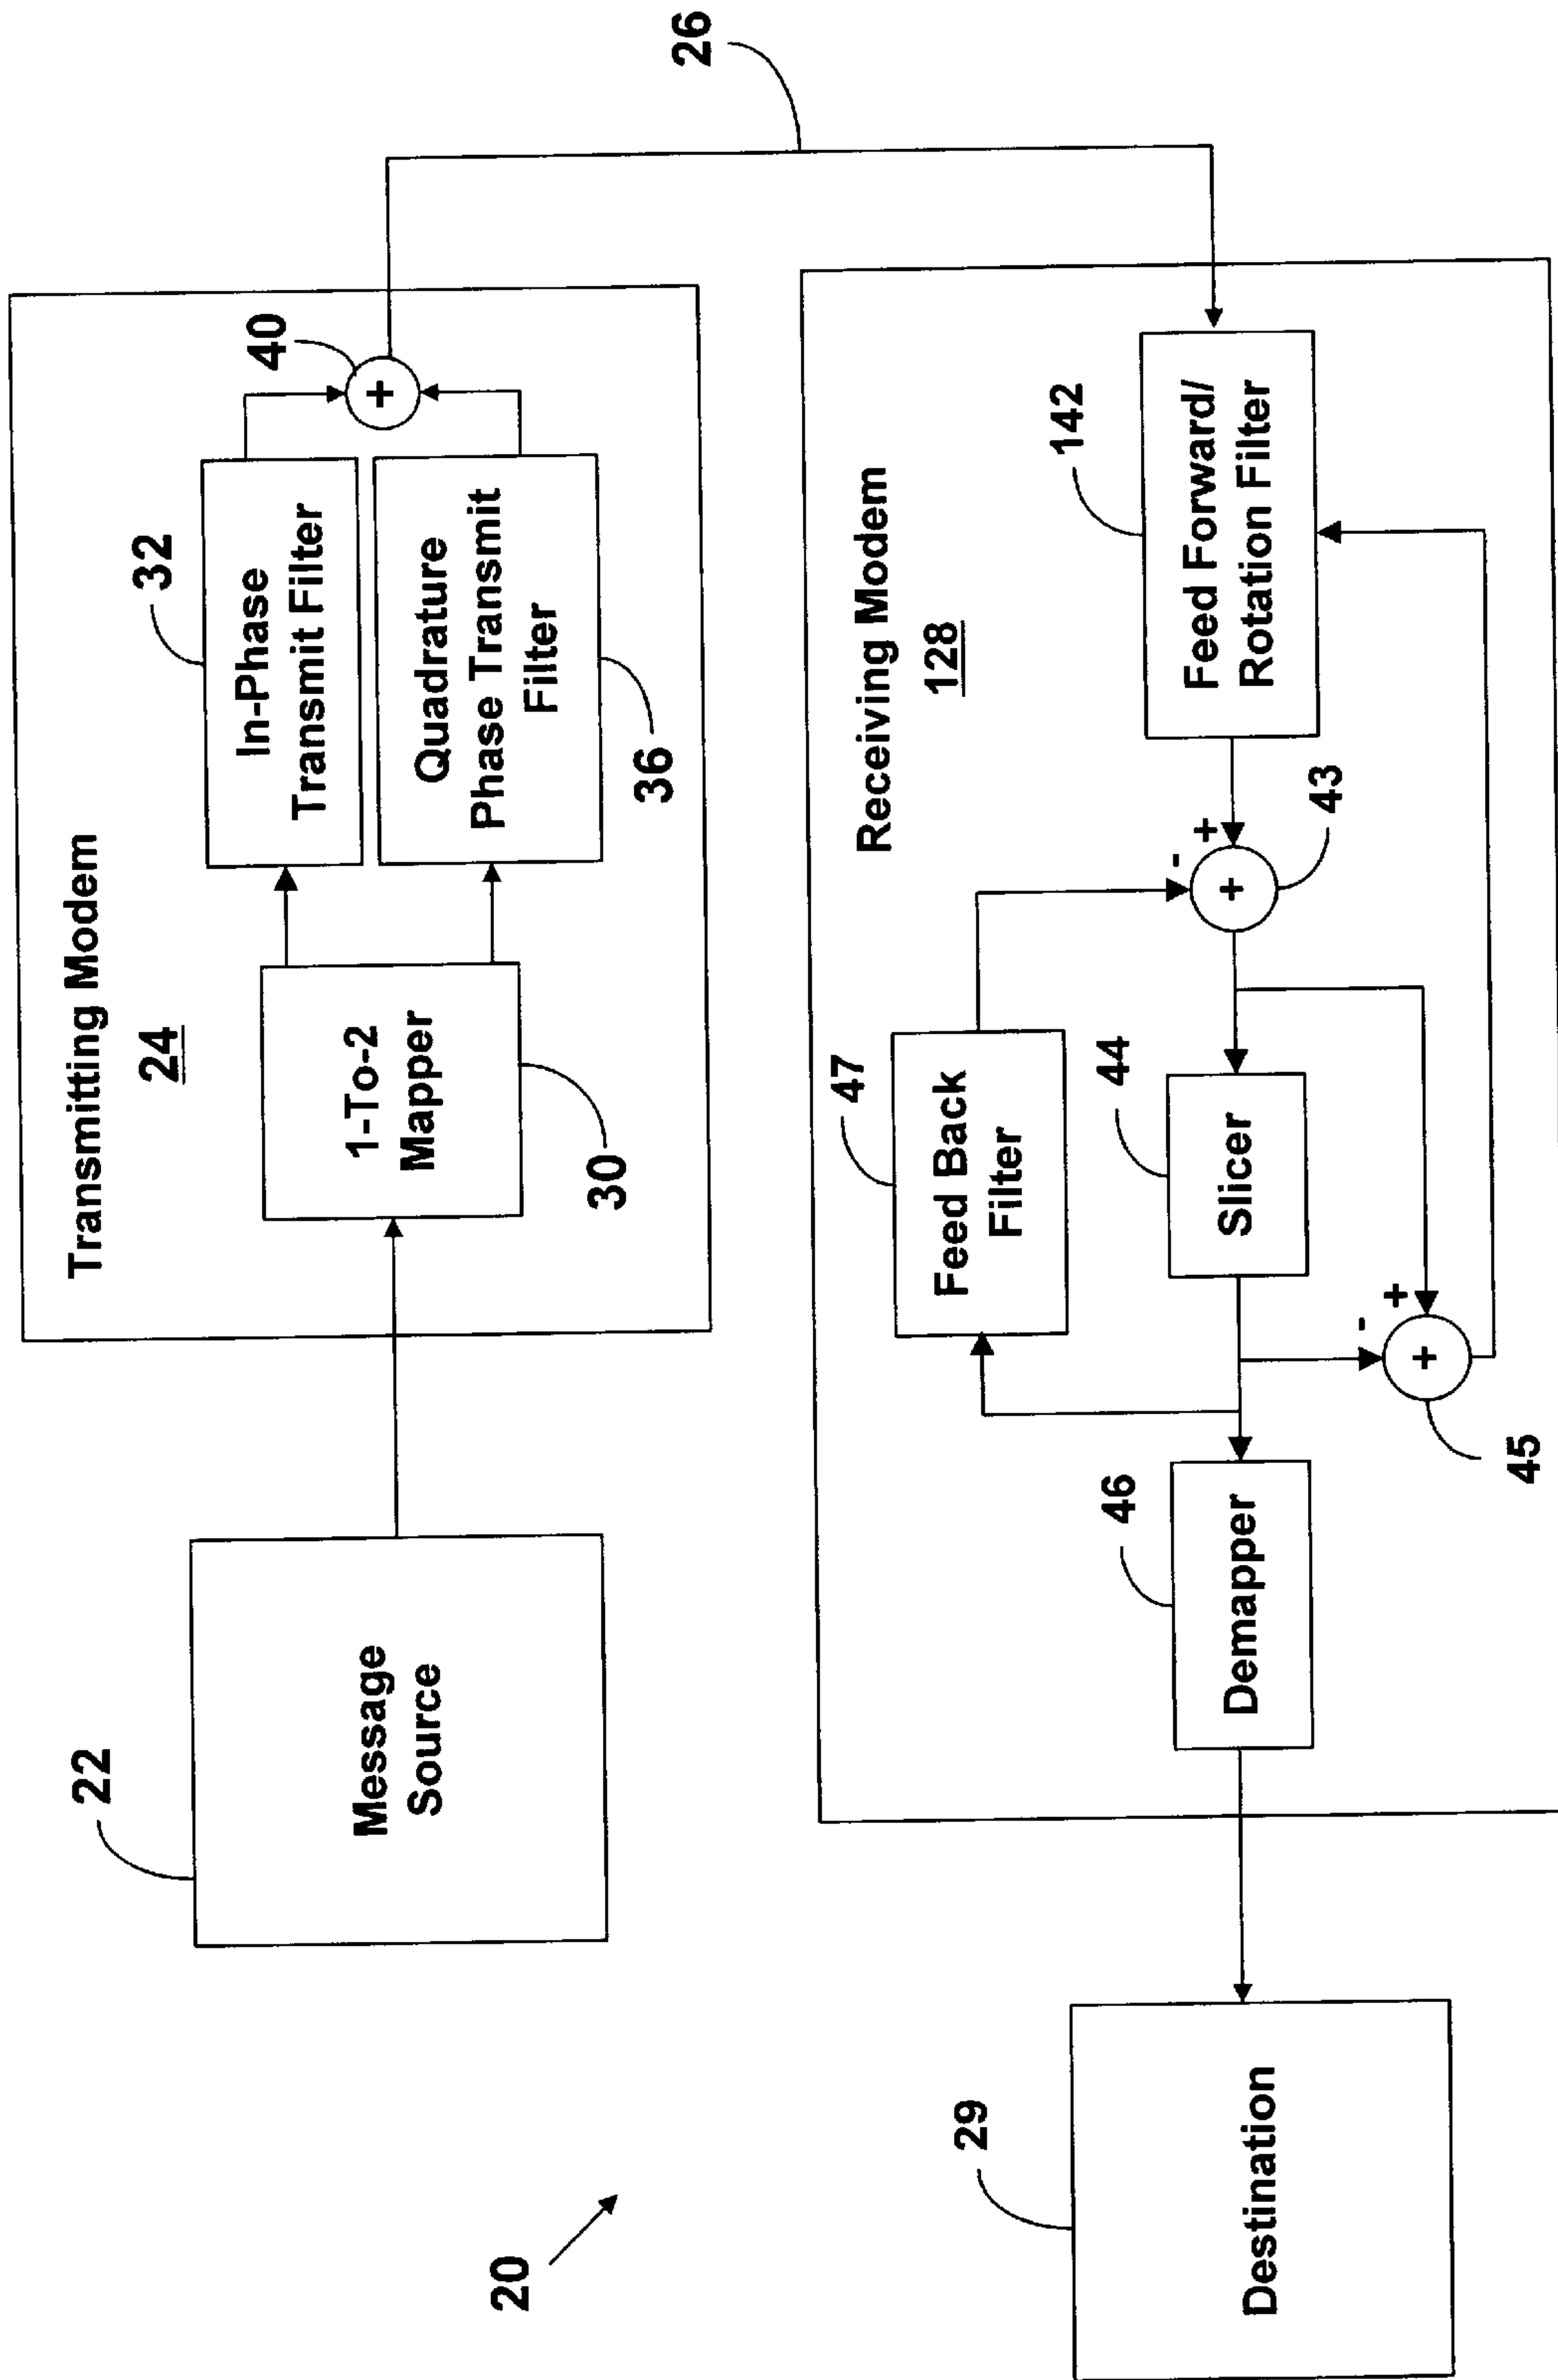 20
22
Message
Source
Transmitting Modem
24
1-To-2
Mapper
30
32
In-Phase
Transmit Filter
Quadrature
Phase Transmit
Filter
36
40
+
26
Receiving Modem
128
142
Feed Forward/
Rotation Filter
- +
+
43
47
Feed Back
Filter
44
Slicer
- +
+
45
46
Demapper
29
Destination